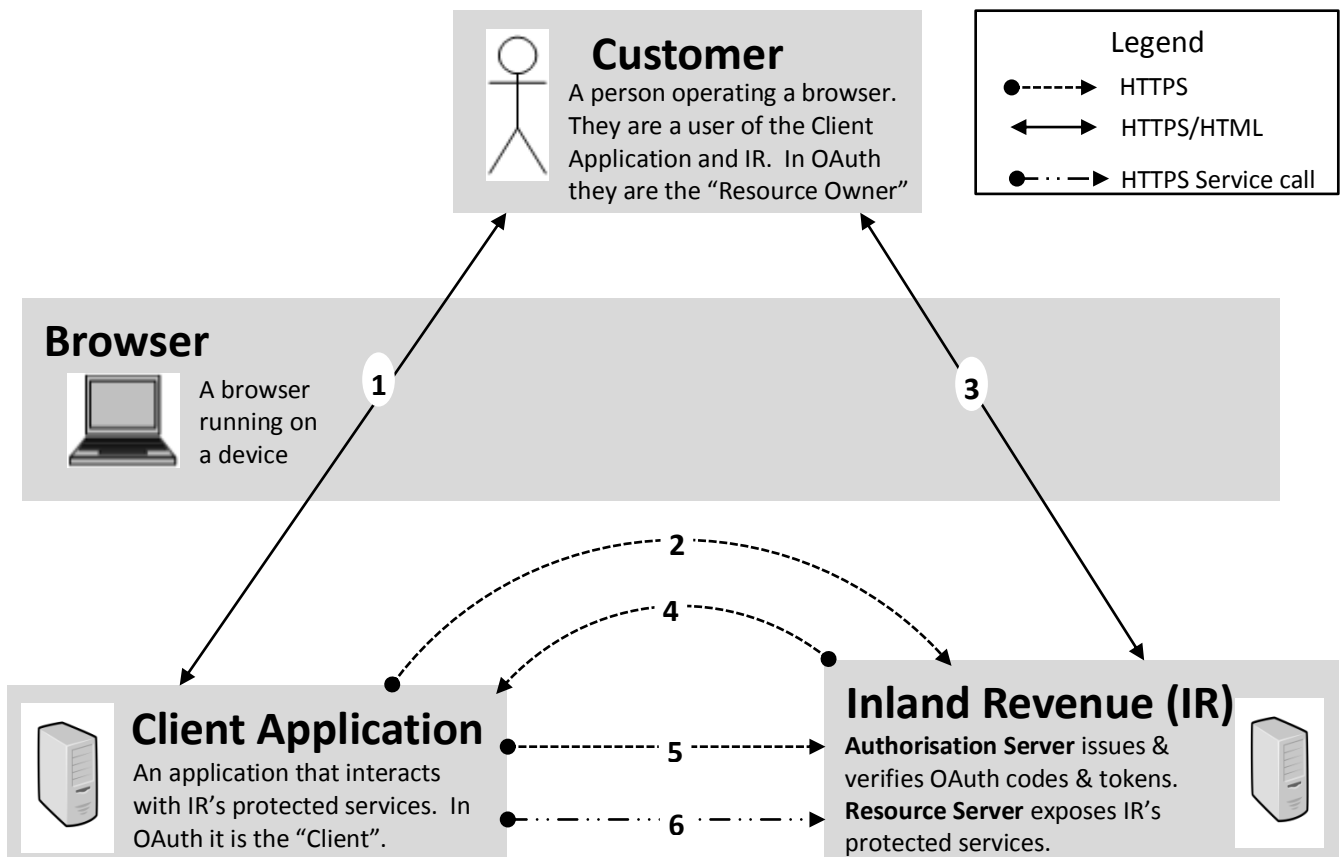 Customer
A person operating a browser.
They are a user of the Client
Application and IR.  In OAuth
they are the “Resource Owner”
Legend
HTTPS
HTTPS/HTML
HTTPS Service call
Browser
A browser
running on
a device
1
3
2
4
5
6
Client Application
An application that interacts
with IR’s protected services.  In
OAuth it is the “Client”.
Inland Revenue (IR)
Authorisation Server issues &
verifies OAuth codes & tokens.
Resource Server exposes IR’s
protected services.